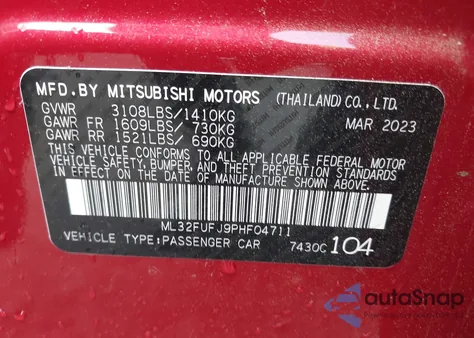 MFD.BY MITSUBISHI MOTORS (THAILAND)CO.,LTD.
GVWR 3108LBS/1410KG MAR 2023
GAWR FR 1609LBS/ 730KG
GAWR RR 1521LBS/ 690KG
THIS VEHICLE CONFORMS TO ALL APPLICABLE FEDERAL MOTOR
VEHICLE SAFETY,BUMPER,AND THEFT PREVENTION STANDARDS
IN EFFECT ON THE DATE OF MANUFACTURE SHOWN ABOVE.
ML32FUFJ9PHF04711
VEHICLE TYPE:PASSENGER CAR 7430C 104
autoSnap